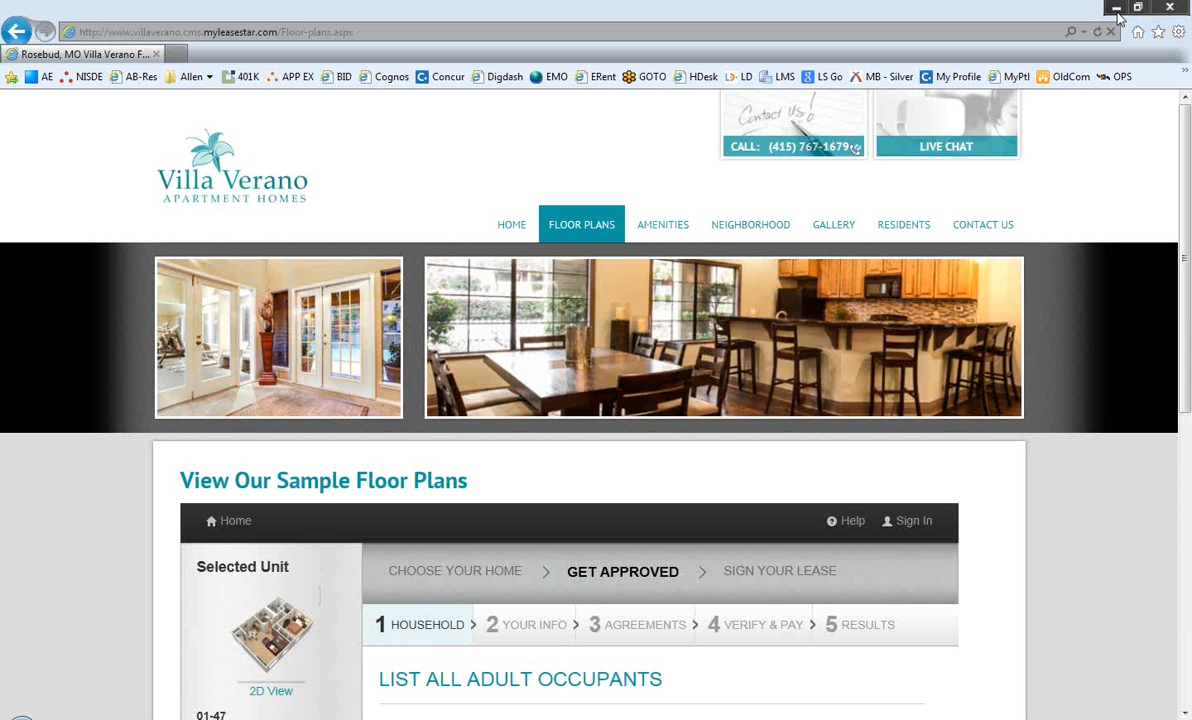 http://www.villaverano.cms.myleasestar.com/Floor-plans.aspx
Rosebud, MO Villa Verano F...
AE NISDE AB-Res Allen 401K APP EX BID Cognos Concur Digdash EMO ERent GOTO HDesk LD LMS LS Go MB - Silver My Profile MyPtl OldCom OPS
Contact Us!
CALL: (415) 767-1679
LIVE CHAT
Villa Verano
APARTMENT HOMES
HOME FLOOR PLANS AMENITIES NEIGHBORHOOD GALLERY RESIDENTS CONTACT US
View Our Sample Floor Plans
Home Help Sign In
Selected Unit
CHOOSE YOUR HOME > GET APPROVED > SIGN YOUR LEASE
1 HOUSEHOLD > 2 YOUR INFO > 3 AGREEMENTS > 4 VERIFY & PAY > 5 RESULTS
LIST ALL ADULT OCCUPANTS
2D View
01-47